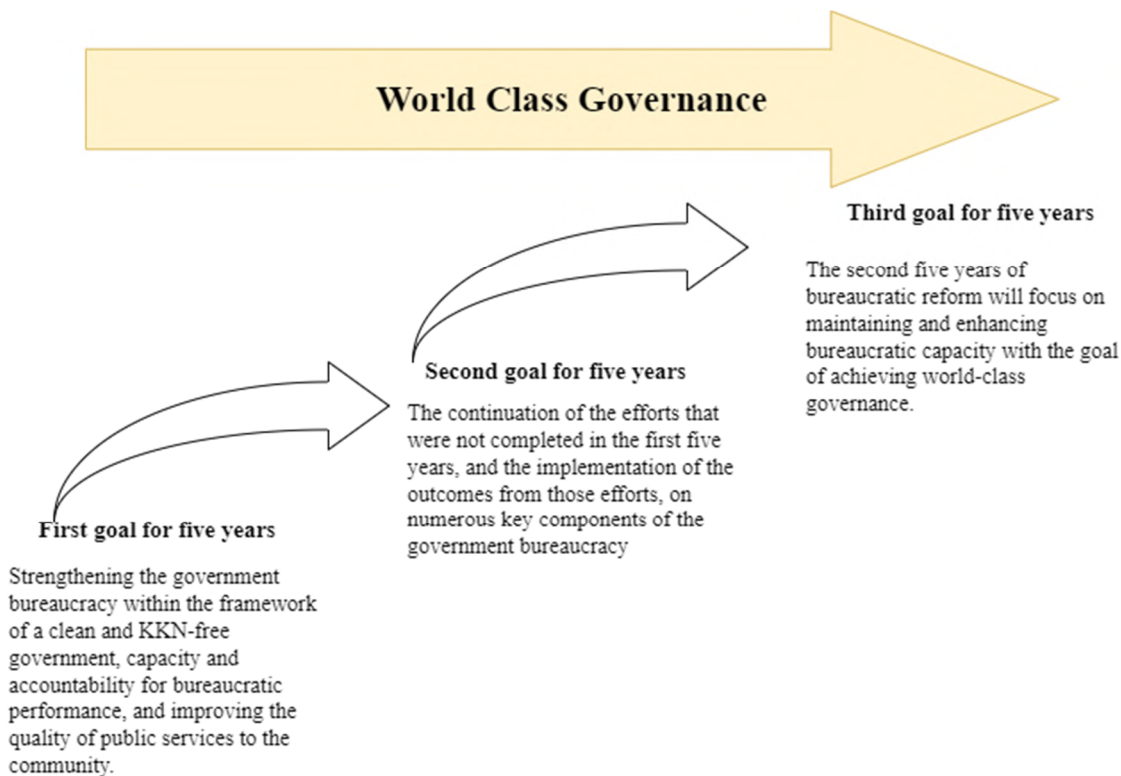 World Class Governance
First goal for five years
Strengthening the government
bureaucracy within the framework
of a clean and KKN-free
government, capacity and
accountability for bureaucratic
performance, and improving the
quality of public services to the
community.
Second goal for five years
The continuation of the efforts that
were not completed in the first five
years, and the implementation of the
outcomes from those efforts, on
numerous key components of the
government bureaucracy
Third goal for five years
The second five years of
bureaucratic reform will focus on
maintaining and enhancing
bureaucratic capacity with the goal
of achieving world-class
governance.